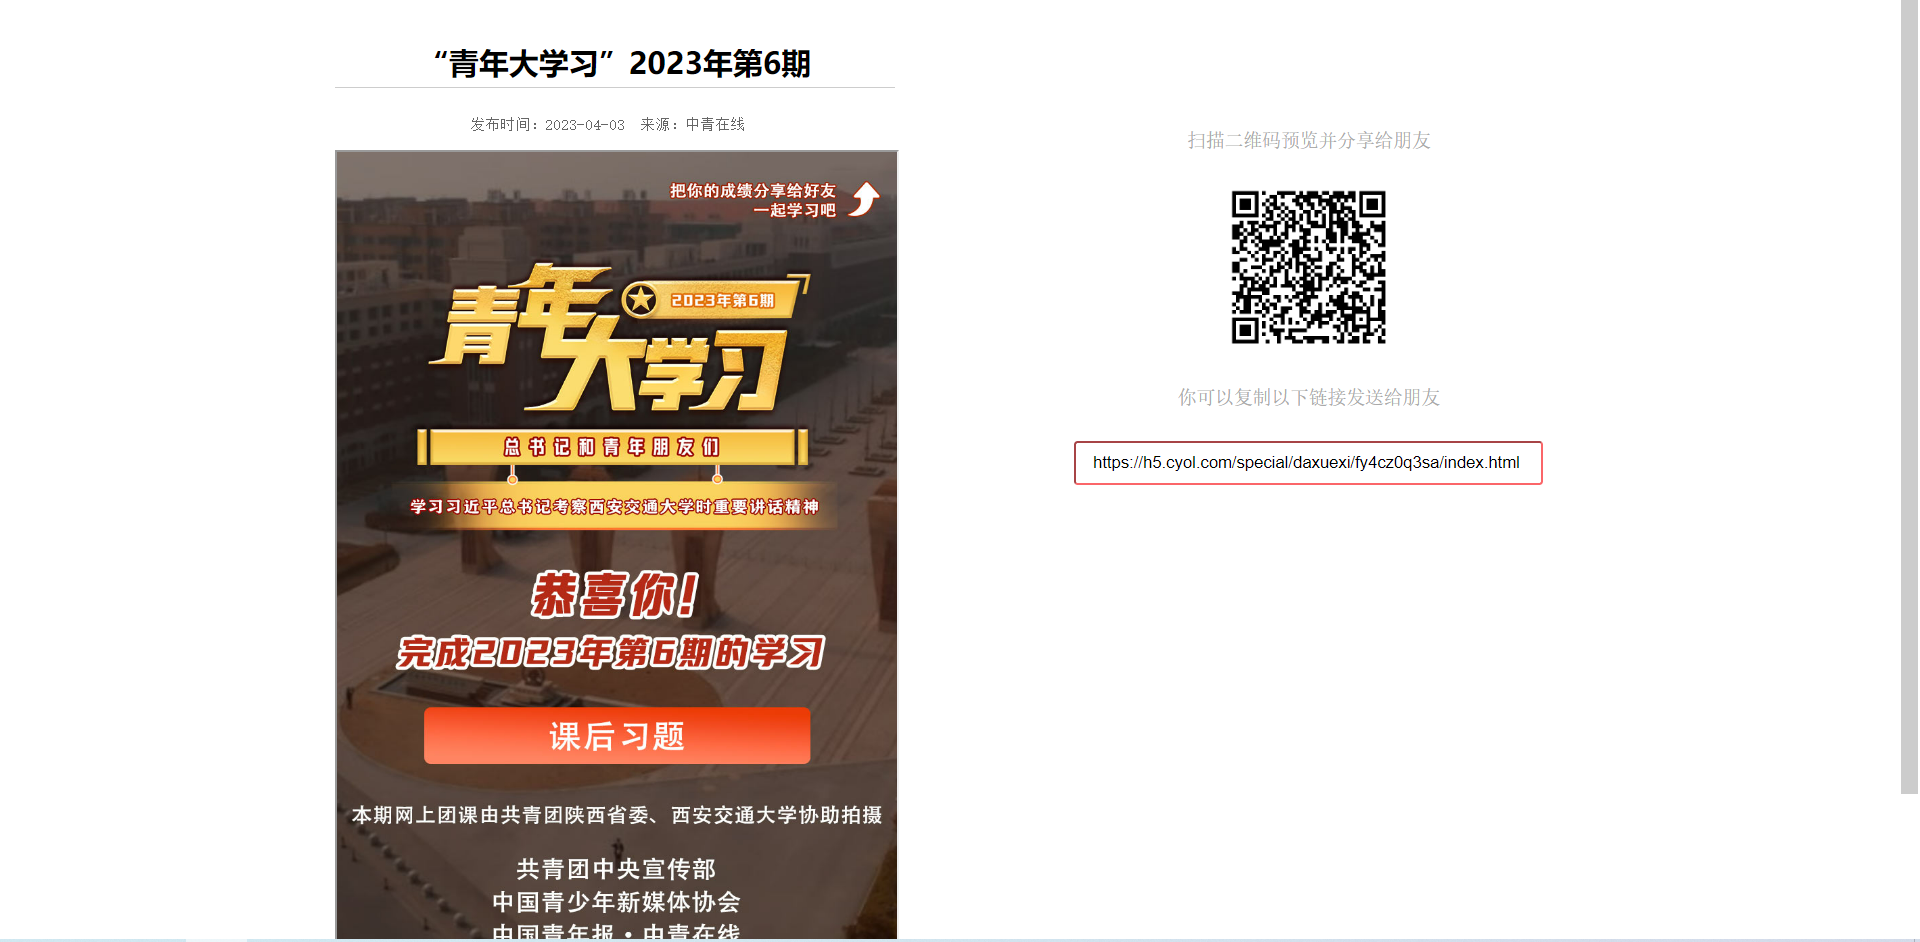 “青年大学习”2023年第6期
发布时间：2023-04-03 来源：中青在线
把你的成绩分享给好友
一起学习吧
2023年第6期
青年大学习
总书记和青年朋友们
学习习近平总书记考察西安交通大学时重要讲话精神
恭喜你！
完成2023年第6期的学习
课后习题
本期网上团课由共青团陕西省委、西安交通大学协助拍摄
共青团中央宣传部
中国青少年新媒体协会
中国青年报·中青在线
扫描二维码预览并分享给朋友
你可以复制以下链接发送给朋友
https://h5.cyol.com/special/daxuexi/fy4cz0q3sa/index.html